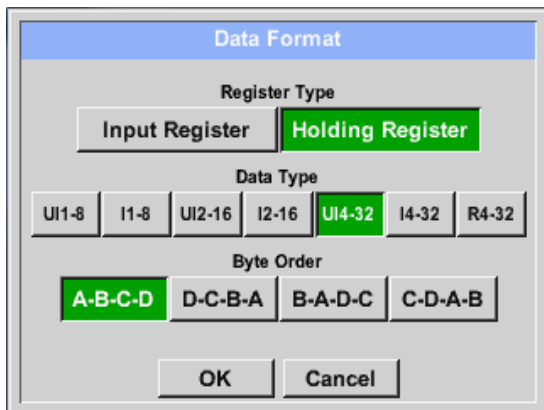 Data Format
Register Type
Input Register Holding Register
Data Type
UI1-8 I1-8 UI2-16 I2-16 UI4-32 I4-32 R4-32
Byte Order
A-B-C-D D-C-B-A B-A-D-C C-D-A-B
OK Cancel